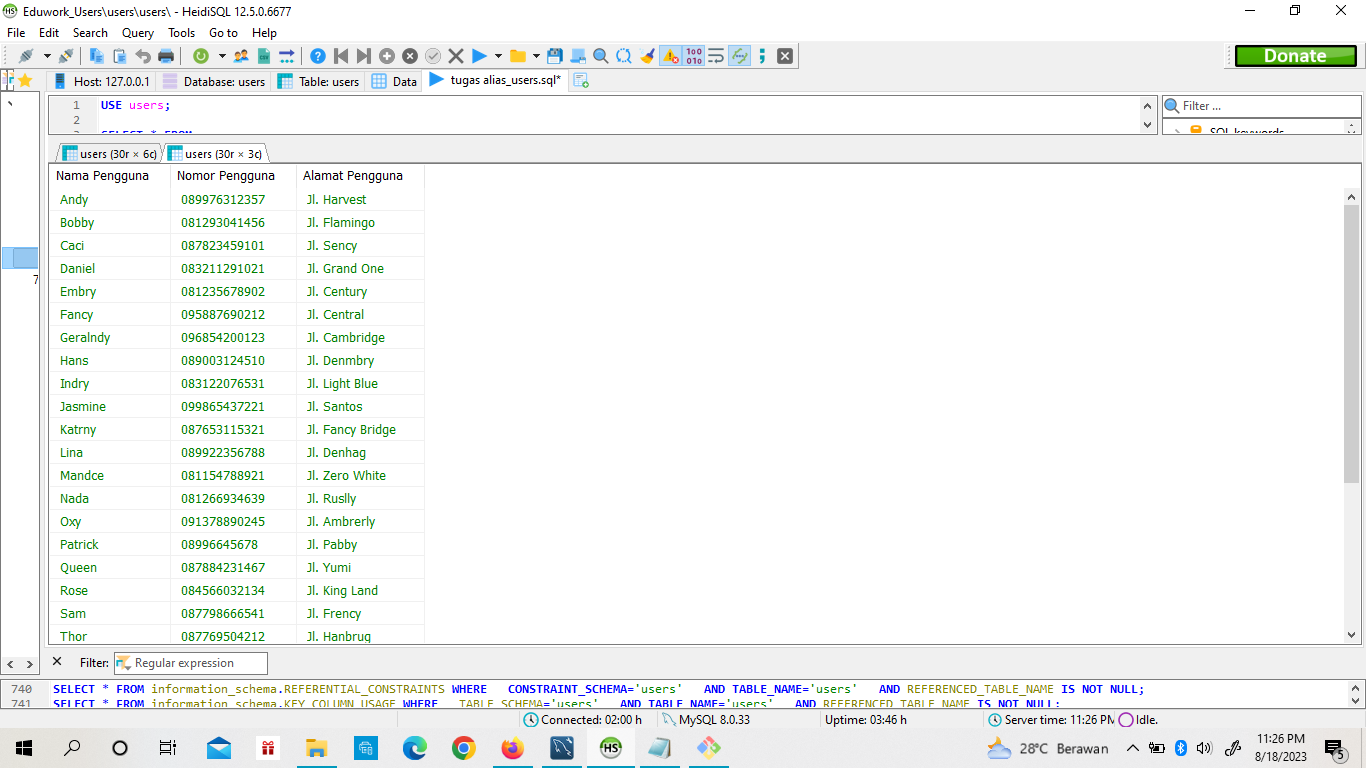 Eduwork_Users\users\users\ - HeidiSQL 12.5.0.6677
File Edit Search Query Tools Go to Help
Donate
Host: 127.0.0.1 Database: users Table: users Data tugas alias_users.sql*
1 USE users;
2
3 SELECT * FROM
Filter ...
SQL keywords
users (30r × 6c) users (30r × 3c)
Nama Pengguna Nomor Pengguna Alamat Pengguna
Andy 089976312357 Jl. Harvest
Bobby 081293041456 Jl. Flamingo
Caci 087823459101 Jl. Sency
Daniel 083211291021 Jl. Grand One
Embry 081235678902 Jl. Century
7
Fancy 095887690212 Jl. Central
Geralndy 096854200123 Jl. Cambridge
Hans 089003124510 Jl. Denmbry
Indry 083122076531 Jl. Light Blue
Jasmine 099865437221 Jl. Santos
Katrny 087653115321 Jl. Fancy Bridge
Lina 089922356788 Jl. Denhag
Mandce 081154788921 Jl. Zero White
Nada 081266934639 Jl. Ruslly
Oxy 091378890245 Jl. Ambrerly
Patrick 08996645678 Jl. Pabby
Queen 087884231467 Jl. Yumi
Rose 084566032134 Jl. King Land
Sam 087798666541 Jl. Frency
Thor 087769504212 Jl. Hanbrug
Filter: Regular expression
740 SELECT * FROM information_schema.REFERENTIAL_CONSTRAINTS WHERE CONSTRAINT_SCHEMA='users' AND TABLE_NAME='users' AND REFERENCED_TABLE_NAME IS NOT NULL;
741 SELECT * FROM information_schema.KEY_COLUMN_USAGE WHERE TABLE_SCHEMA='users' AND TABLE_NAME='users' AND REFERENCED_TABLE_NAME IS NOT NULL;
Connected: 02:00 h MySQL 8.0.33 Uptime: 03:46 h Server time: 11:26 PM Idle.
28°C Berawan
11:26 PM
8/18/2023
5